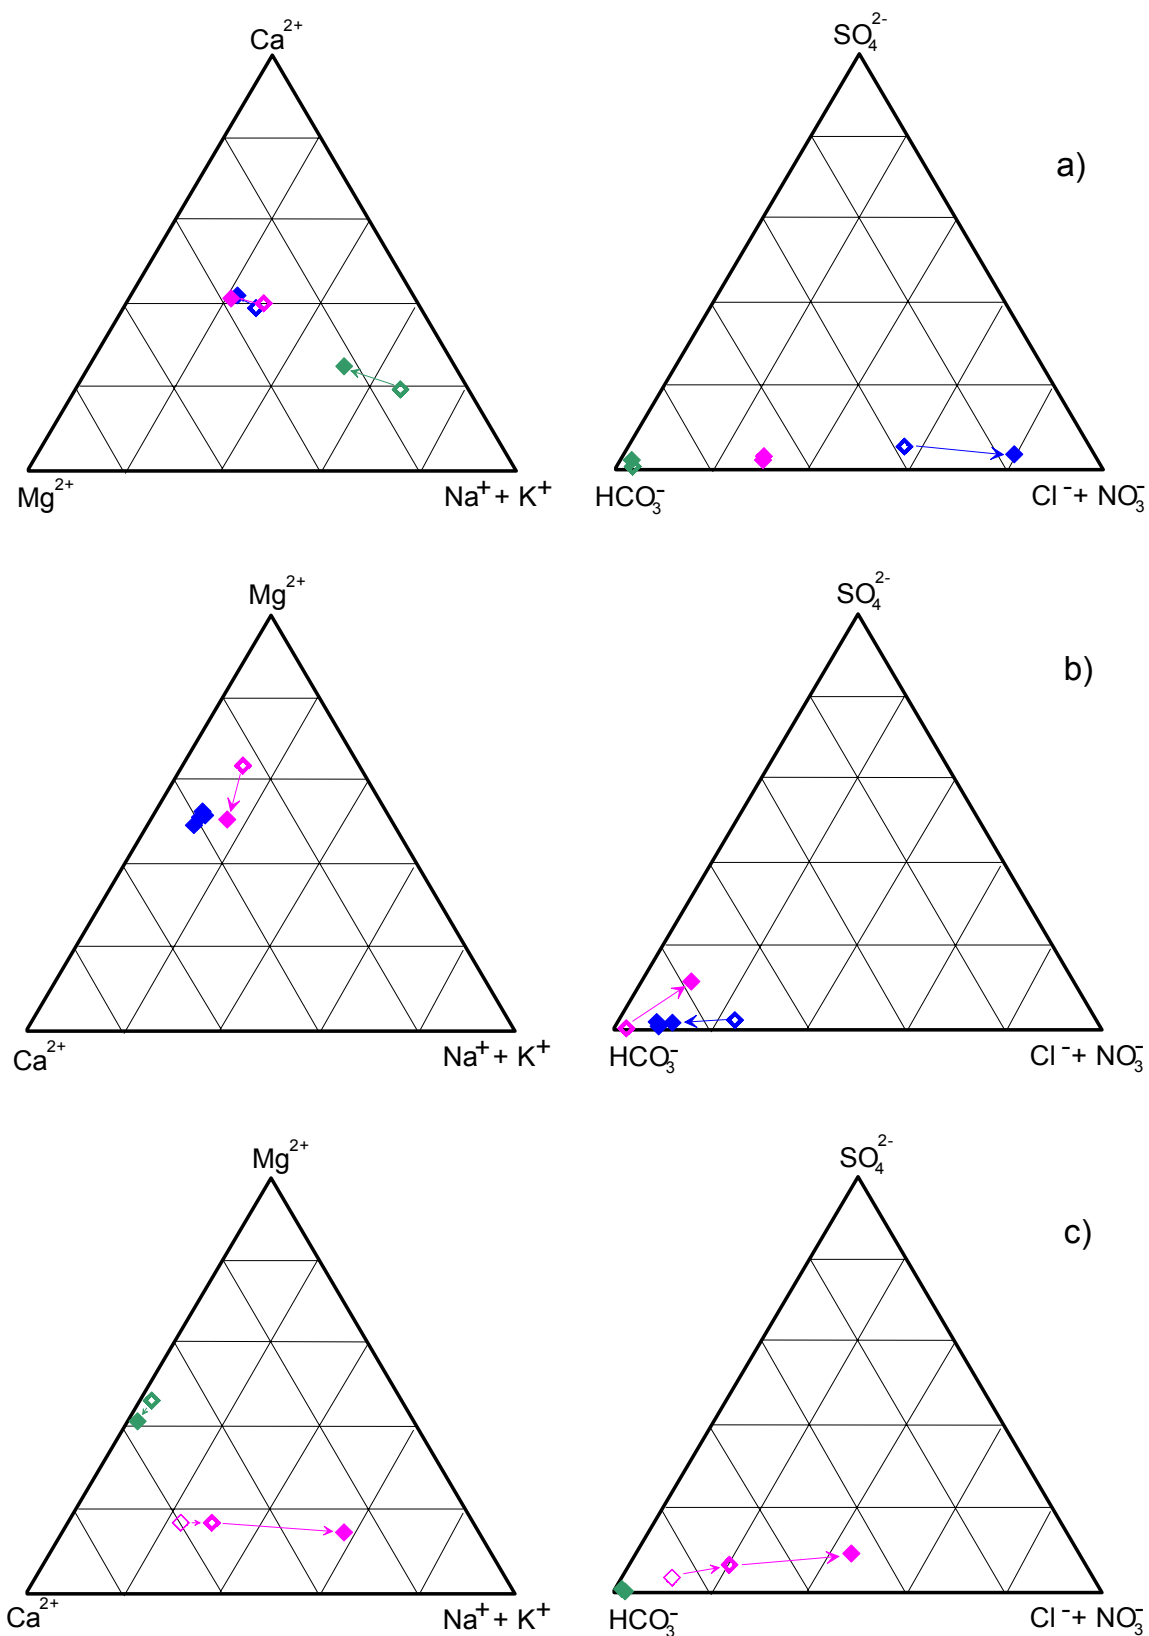 Ca²⁺
SO₄²⁻
a)
Mg²⁺
Na⁺ + K⁺
HCO₃⁻
Cl⁻ + NO₃⁻
Mg²⁺
SO₄²⁻
b)
Ca²⁺
Na⁺ + K⁺
HCO₃⁻
Cl⁻ + NO₃⁻
Mg²⁺
SO₄²⁻
c)
Ca²⁺
Na⁺ + K⁺
HCO₃⁻
Cl⁻ + NO₃⁻